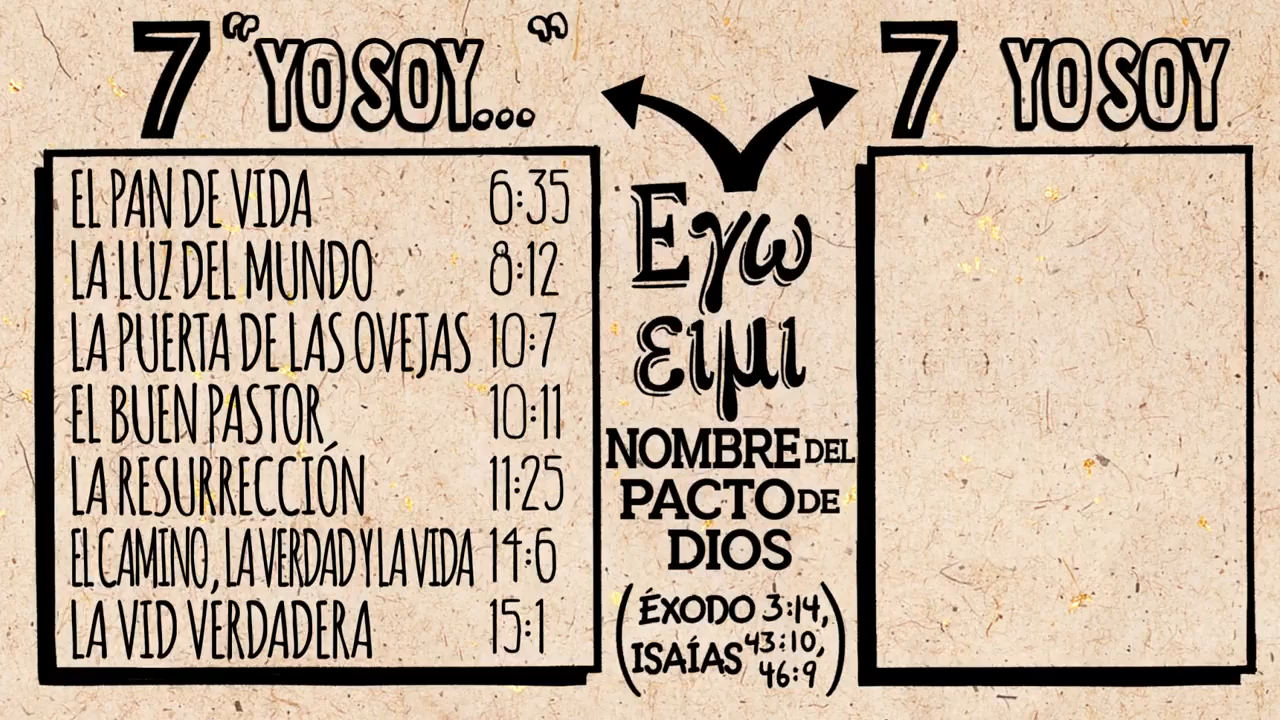 7 “YO SOY...”
EL PAN DE VIDA 6:35
LA LUZ DEL MUNDO 8:12
LA PUERTA DE LAS OVEJAS 10:7
EL BUEN PASTOR 10:11
LA RESURRECCIÓN 11:25
EL CAMINO, LA VERDAD Y LA VIDA 14:6
LA VID VERDADERA 15:1
Εγω
ειμι
NOMBRE DEL
PACTO DE
DIOS
(ÉXODO 3:14,
ISAÍAS 43:10,
46:9)
7 YO SOY